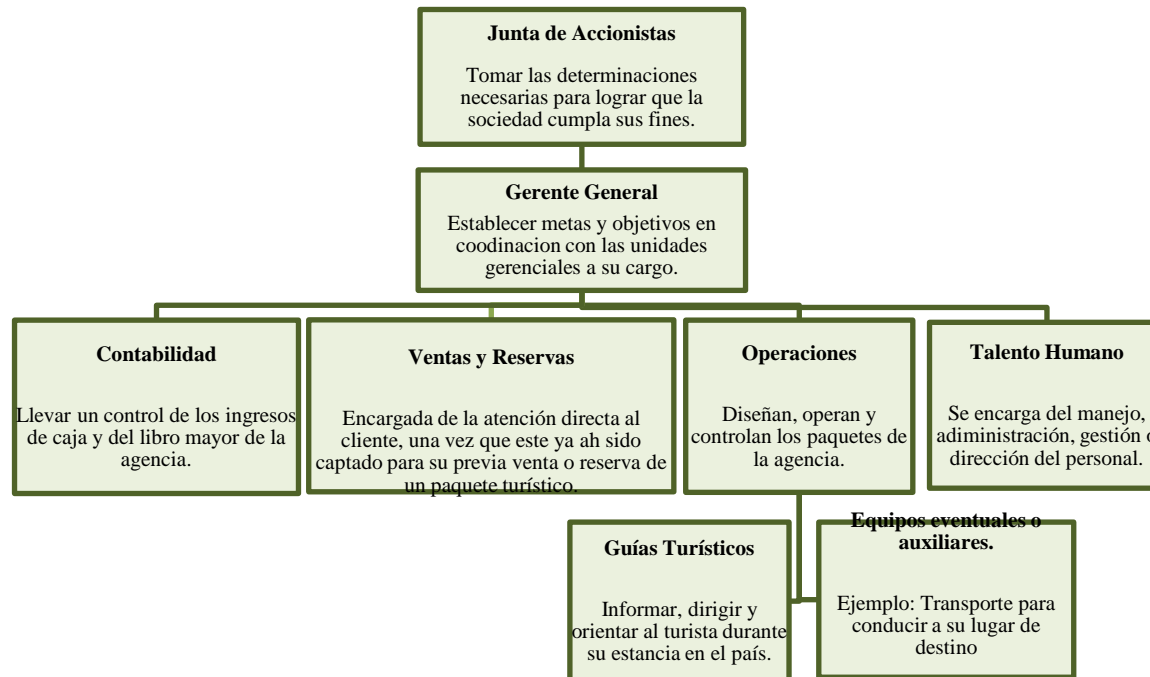 Junta de Accionistas
Tomar las determinaciones
necesarias para lograr que la
sociedad cumpla sus fines.
Gerente General
Establecer metas y objetivos en
coodinacion con las unidades
gerenciales a su cargo.
Contabilidad
Llevar un control de los ingresos
de caja y del libro mayor de la
agencia.
Ventas y Reservas
Encargada de la atención directa al
cliente, una vez que este ya ah sido
captado para su previa venta o reserva de
un paquete turístico.
Operaciones
Diseñan, operan y
controlan los paquetes de
la agencia.
Talento Humano
Se encarga del manejo,
adiministración, gestión o
dirección del personal.
Guías Turísticos
Informar, dirigir y
orientar al turista durante
su estancia en el país.
Equipos eventuales o
auxiliares.
Ejemplo: Transporte para
conducir a su lugar de
destino